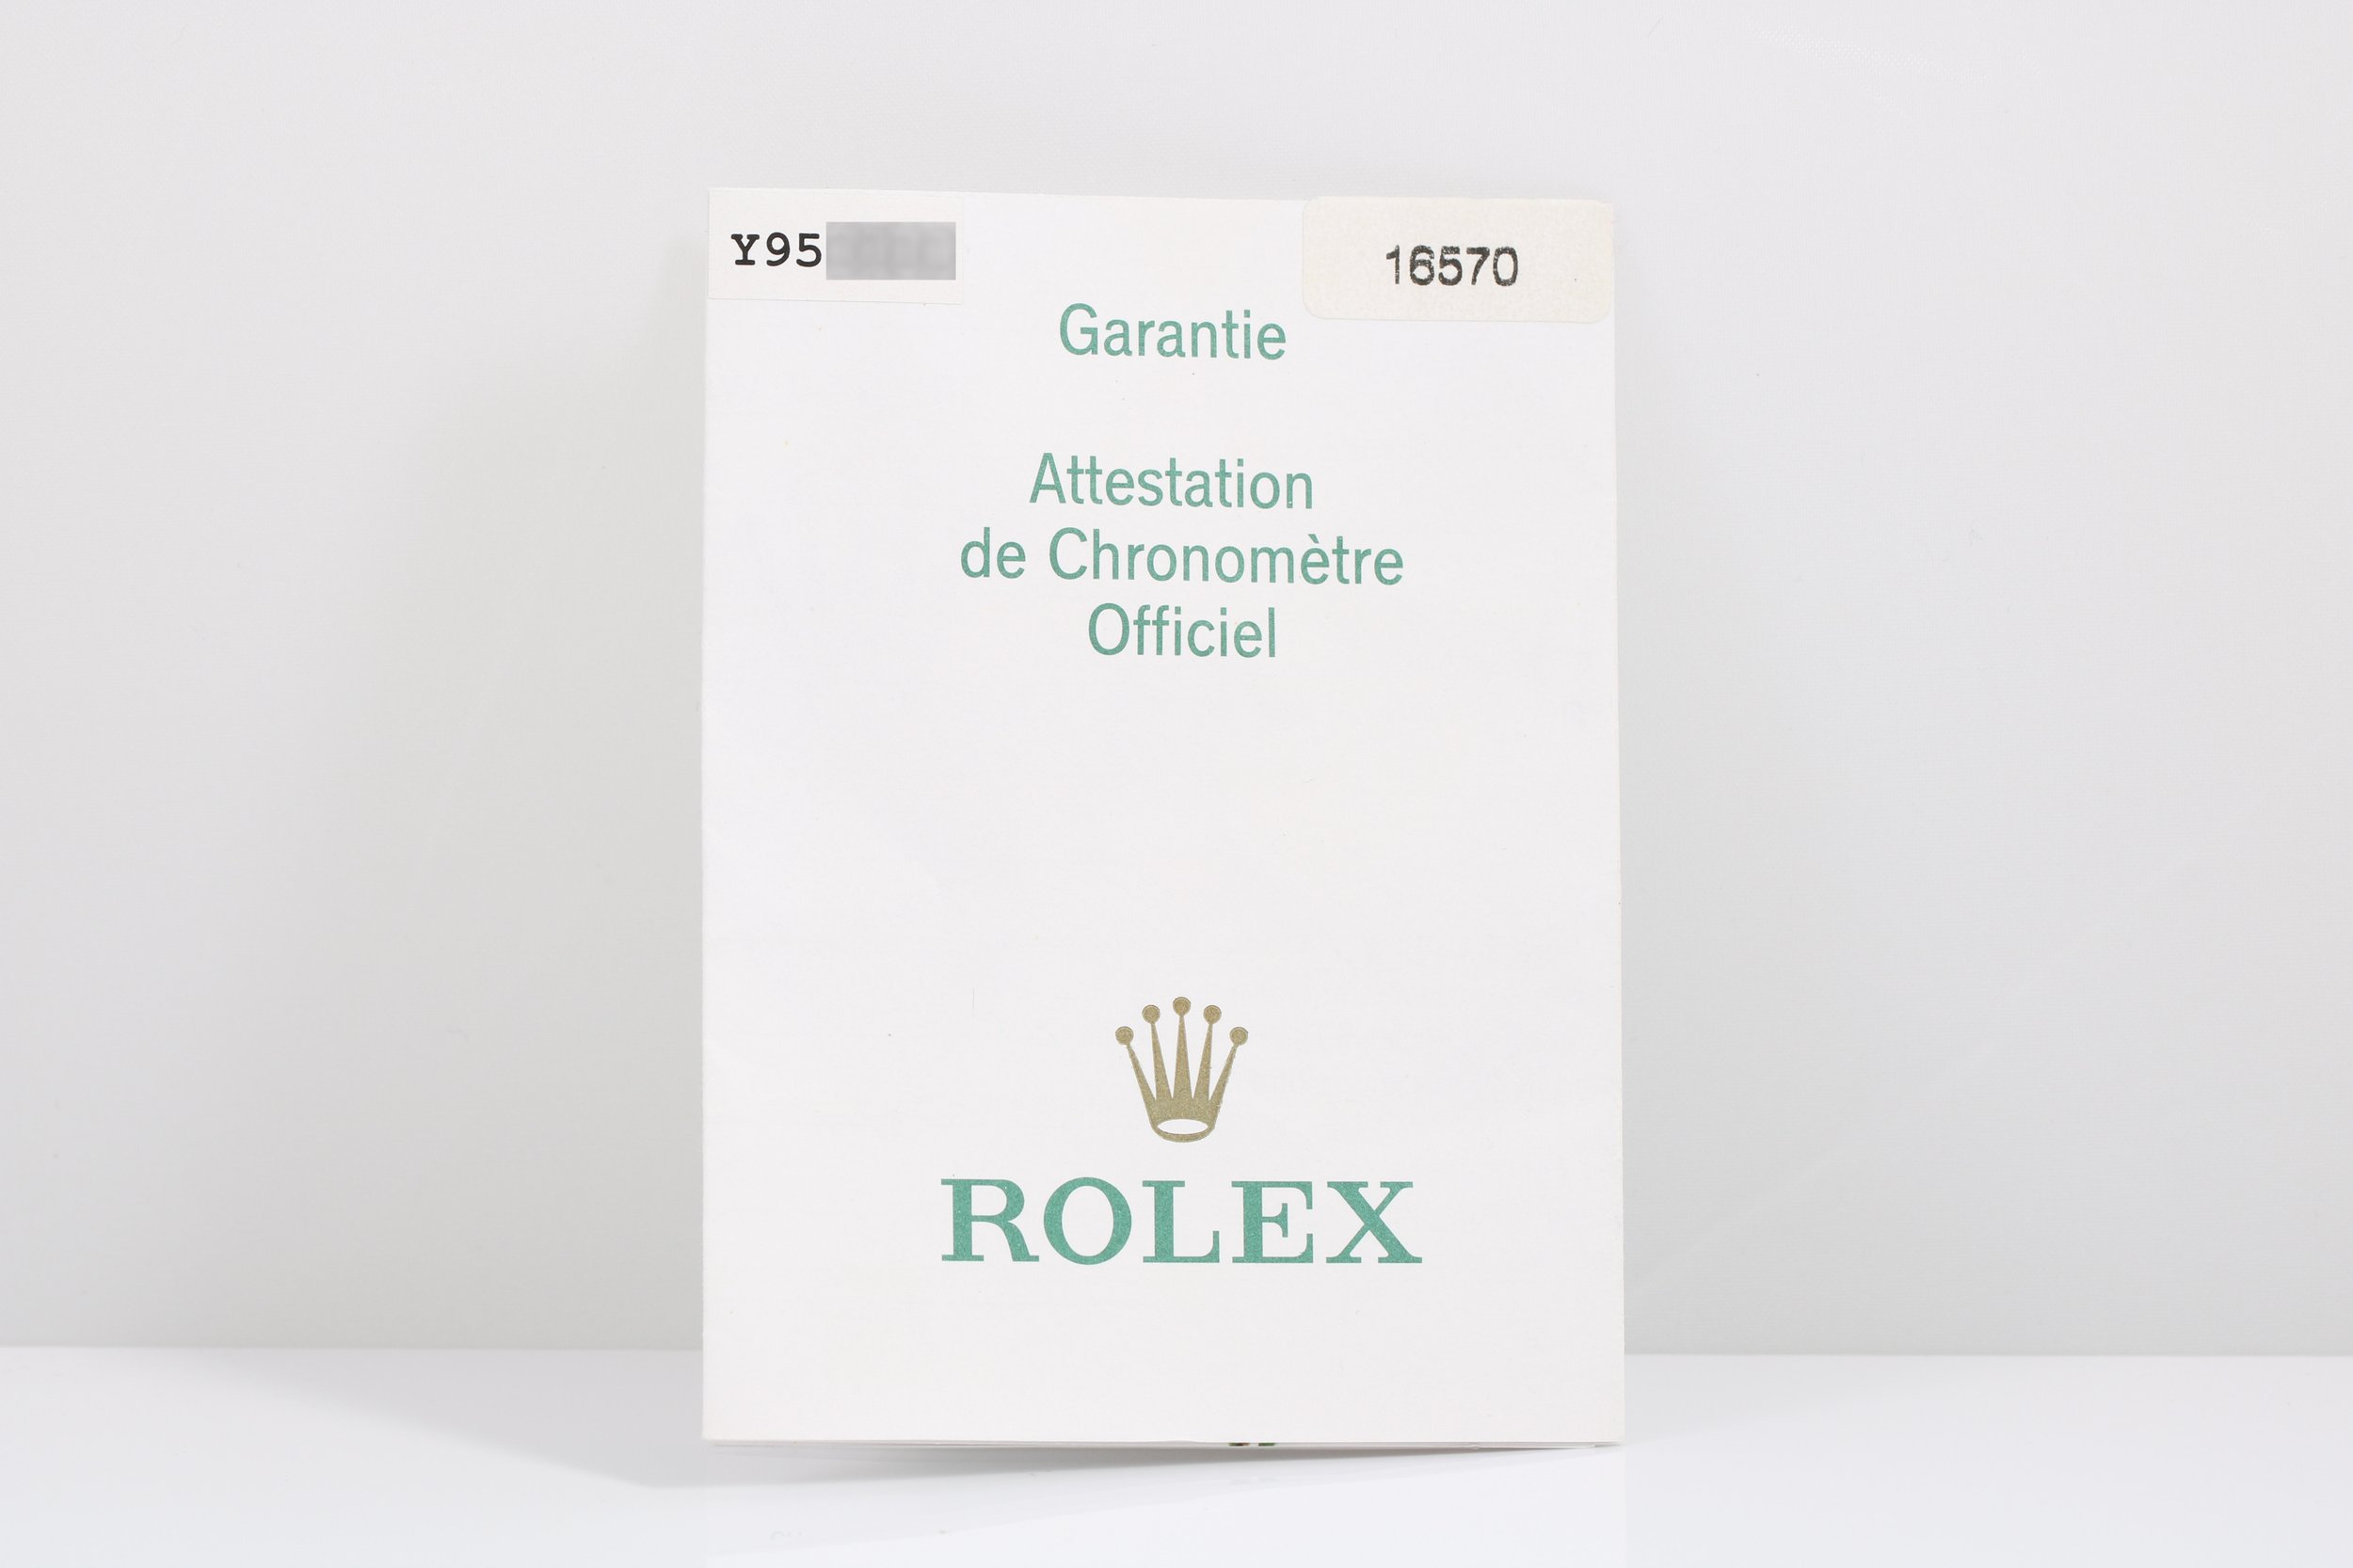 Y95
16570
Garantie
Attestation
de Chronomètre
Officiel
ROLEX